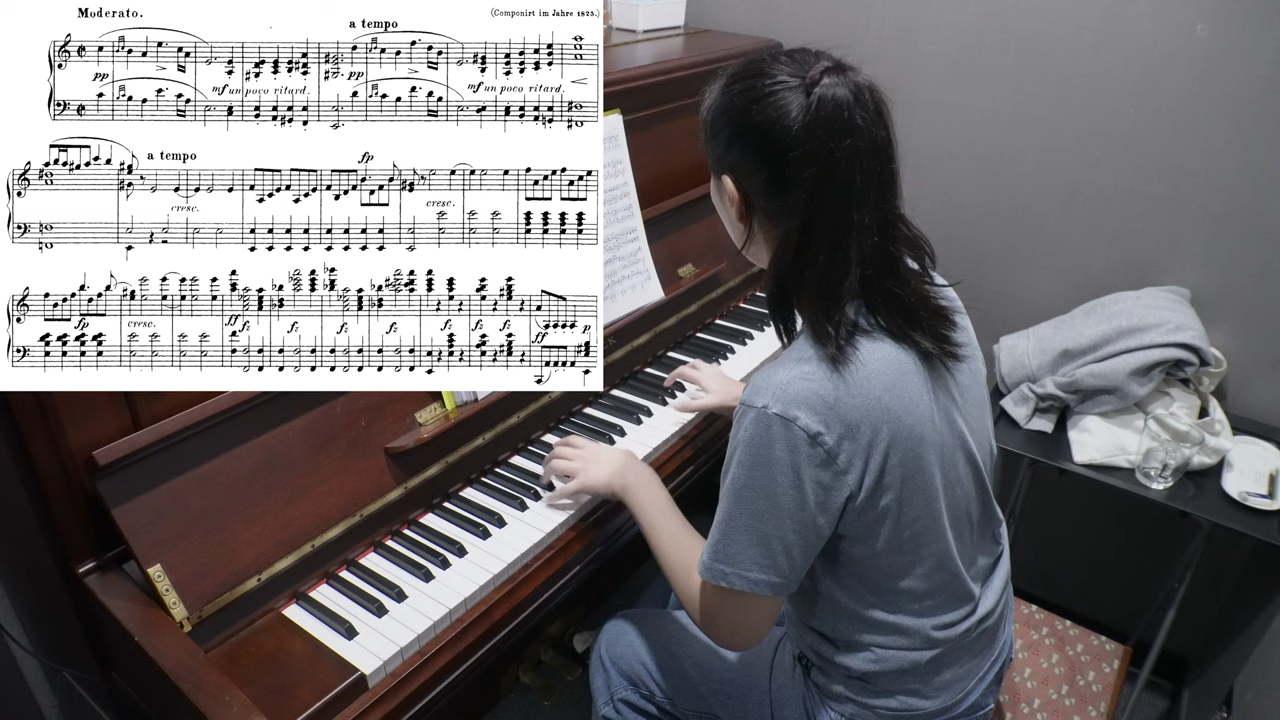 Moderato.
(Componirt im Jahre 1825.)
a tempo
pp
mf un poco ritard.
pp
mf un poco ritard.
a tempo
fp
cresc.
cresc.
fp
cresc.
ff fz
fz
fz
fz
fz
fz
fz
ff
p